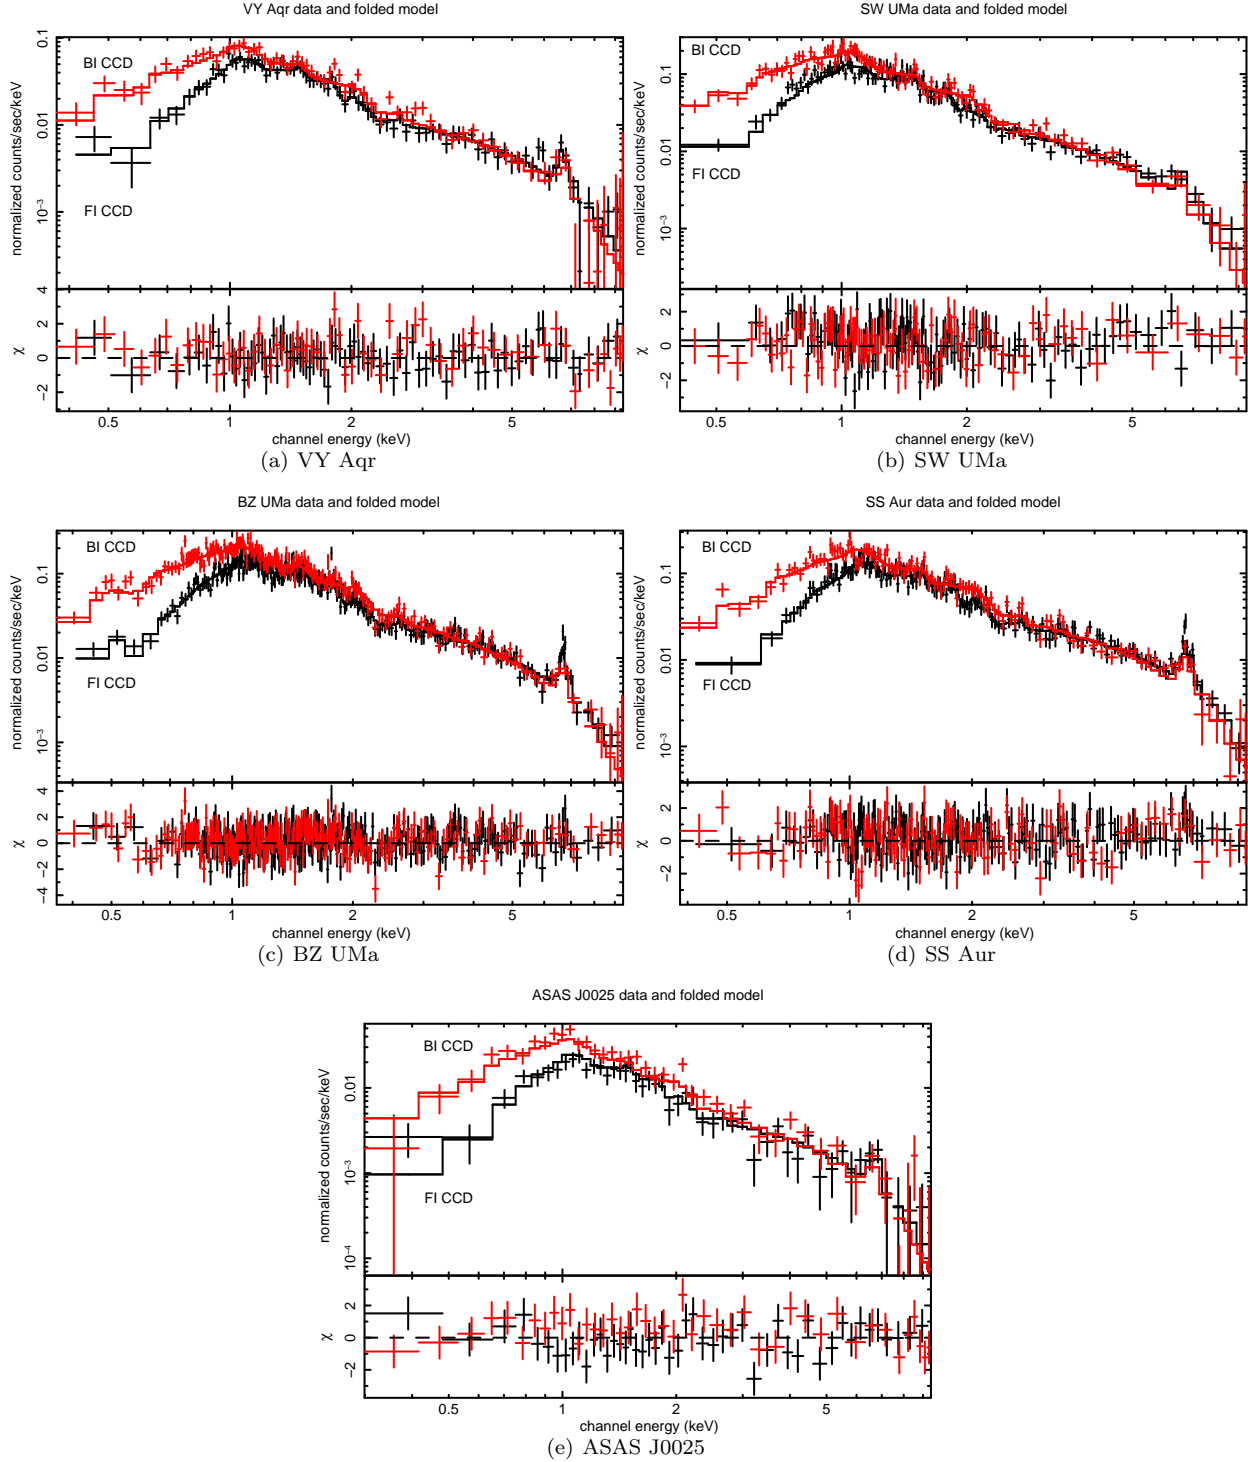 VY Aqr data and folded model
normalized counts/sec/keV
0.1
0.01
10⁻³
BI CCD
FI CCD
χ
4
2
0
−2
0.5
1
2
5
channel energy (keV)
(a) VY Aqr
SW UMa data and folded model
normalized counts/sec/keV
0.1
0.01
10⁻³
BI CCD
FI CCD
χ
2
0
−2
0.5
1
2
5
channel energy (keV)
(b) SW UMa
BZ UMa data and folded model
normalized counts/sec/keV
0.1
0.01
10⁻³
BI CCD
FI CCD
χ
4
2
0
−2
−4
0.5
1
2
5
channel energy (keV)
(c) BZ UMa
SS Aur data and folded model
normalized counts/sec/keV
0.1
0.01
10⁻³
BI CCD
FI CCD
χ
2
0
−2
0.5
1
2
5
channel energy (keV)
(d) SS Aur
ASAS J0025 data and folded model
normalized counts/sec/keV
0.01
10⁻³
10⁻⁴
BI CCD
FI CCD
χ
2
0
−2
0.5
1
2
5
channel energy (keV)
(e) ASAS J0025